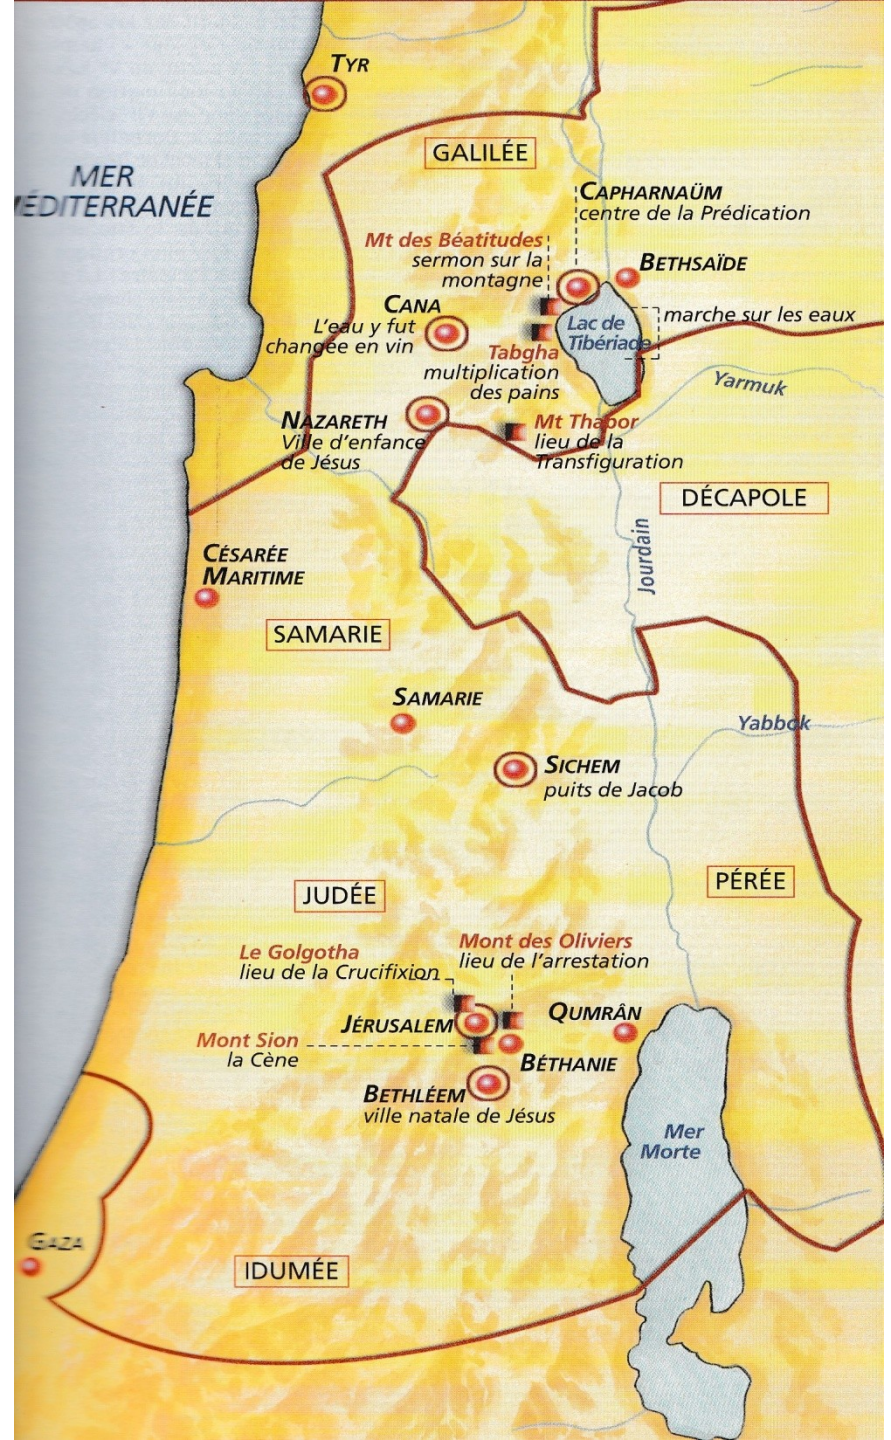 TYR
GALILÉE
MER
MÉDITERRANÉE
CAPHARNAÜM
centre de la Prédication
Mt des Béatitudes
sermon sur la
montagne
BETHSAÏDE
CANA
L'eau y fut
changée en vin
marche sur les eaux
Lac de
Tibériade
Tabgha
multiplication
des pains
Yarmuk
NAZARETH
Ville d'enfance
de Jésus
Mt Thabor
lieu de la
Transfiguration
DÉCAPOLE
Jourdain
CÉSARÉE
MARITIME
SAMARIE
SAMARIE
Yabbok
SICHEM
puits de Jacob
PÉRÉE
JUDÉE
Le Golgotha
lieu de la Crucifixion
Mont des Oliviers
lieu de l'arrestation
JÉRUSALEM
QUMRÂN
Mont Sion
la Cène
BÉTHANIE
BETHLÉEM
ville natale de Jésus
Mer
Morte
GAZA
IDUMÉE